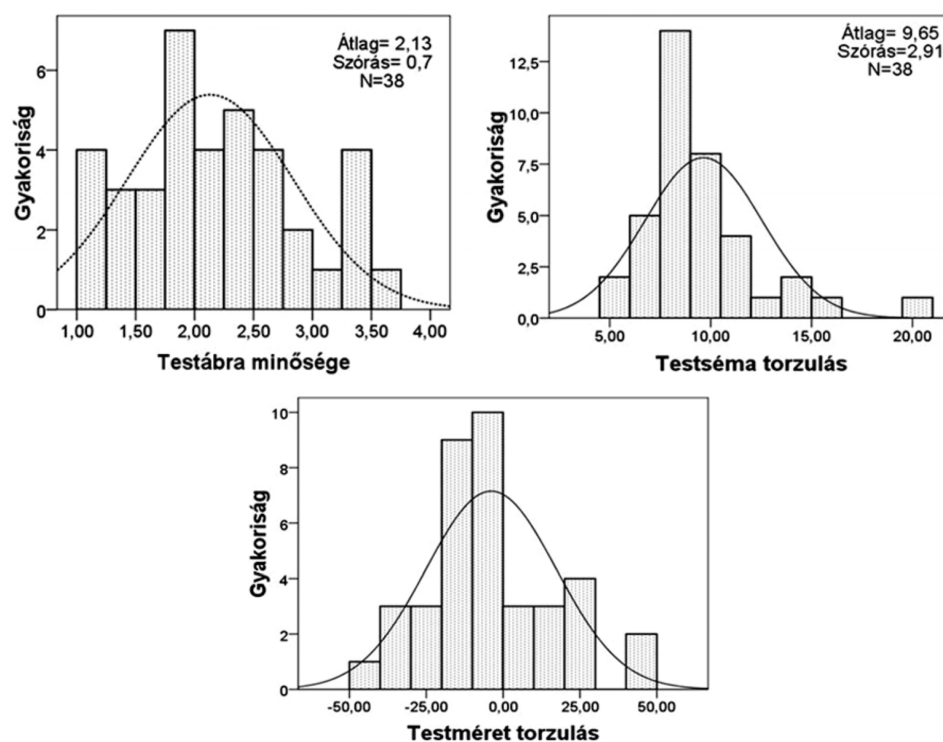 Átlag= 2,13
Szórás= 0,7
N=38
Gyakoriság
6
4
2
0
1,00 1,50 2,00 2,50 3,00 3,50 4,00
Testábra minősége
Átlag= 9,65
Szórás=2,91
N=38
Gyakoriság
12,5
10,0
7,5
5,0
2,5
0,0
5,00 10,00 15,00 20,00
Testséma torzulás
Gyakoriság
10
8
6
4
2
0
-50,00 -25,00 0,00 25,00 50,00
Testméret torzulás